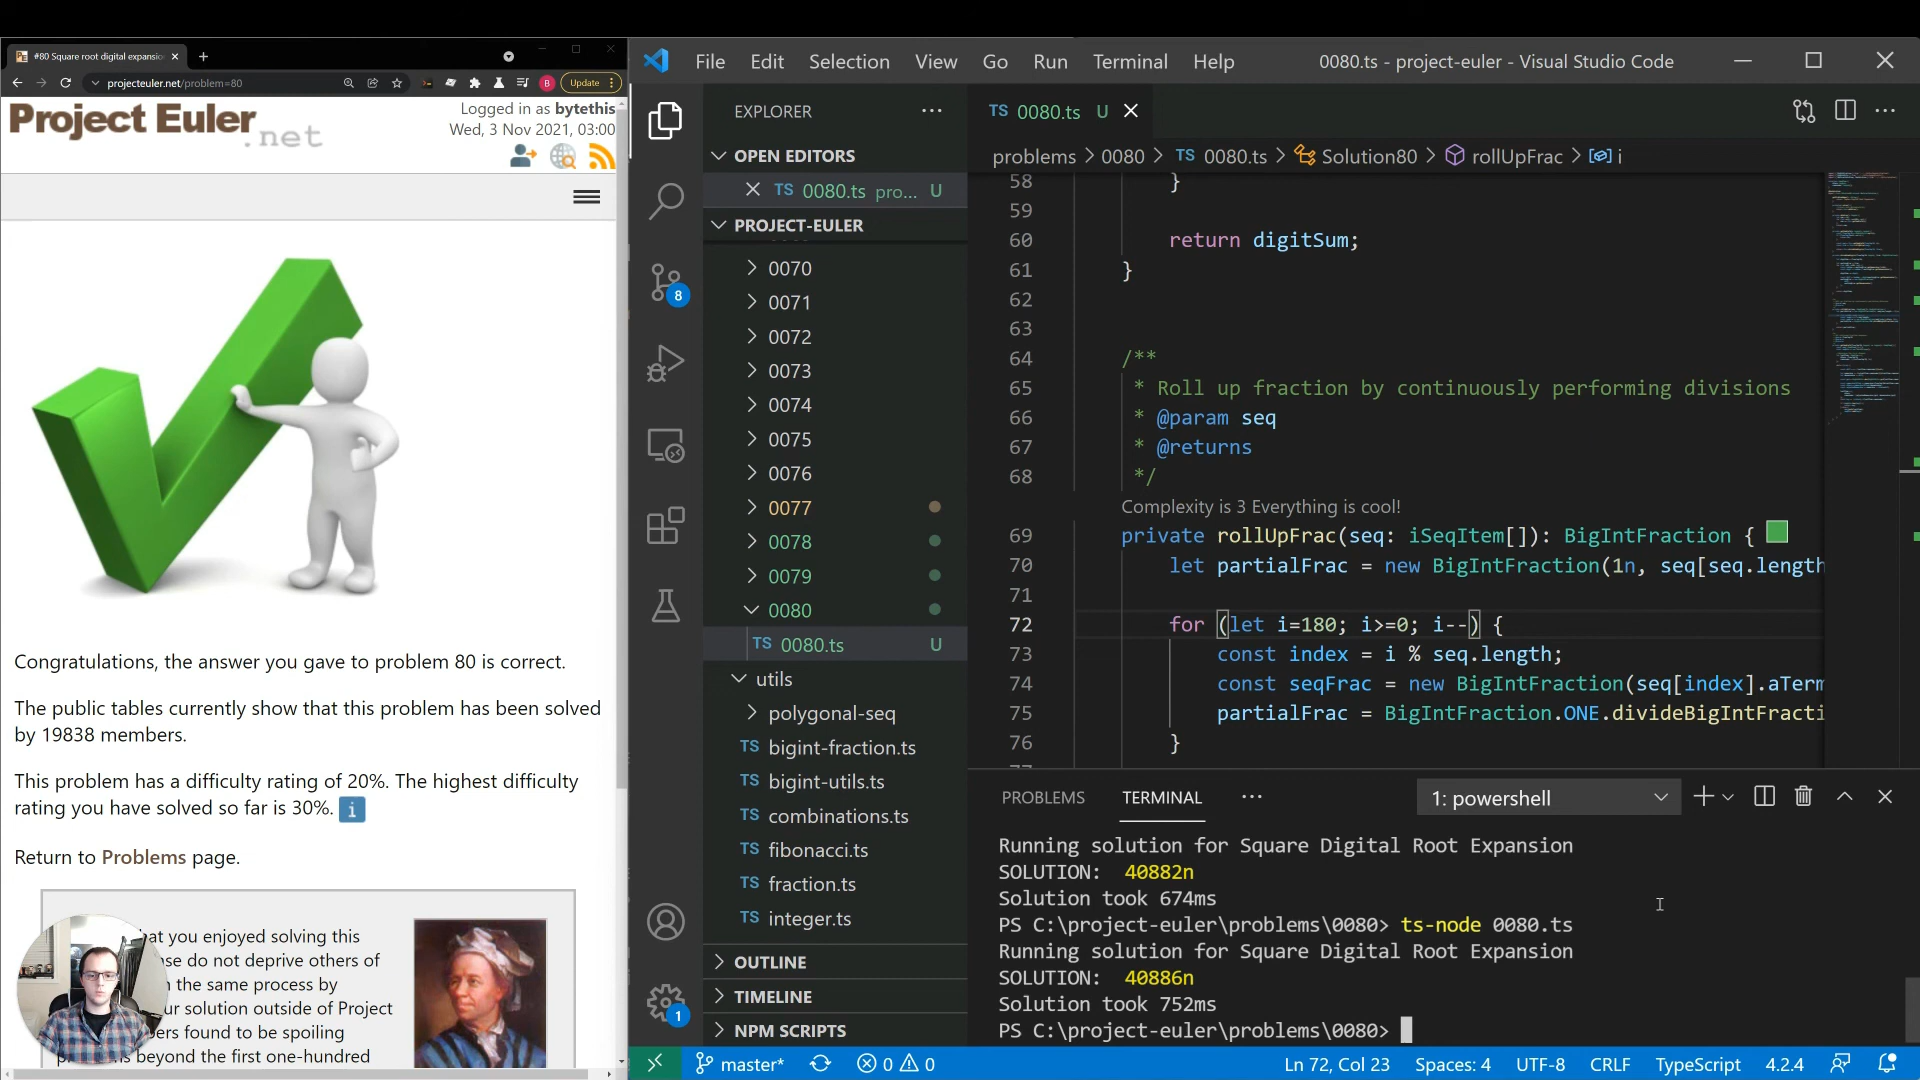 #80 Square root digital expansio
projecteuler.net/problem=80
B
Update
Project Euler
.net
Logged in as bytethis
Wed, 3 Nov 2021, 03:00
Congratulations, the answer you gave to problem 80 is correct.
The public tables currently show that this problem has been solved
by 19838 members.
This problem has a difficulty rating of 20%. The highest difficulty
rating you have solved so far is 30%. i
Return to Problems page.
at you enjoyed solving this
se do not deprive others of
the same process by
ur solution outside of Project
ers found to be spoiling
beyond the first one-hundred
File Edit Selection View Go Run Terminal Help
0080.ts - project-euler - Visual Studio Code
8
1
EXPLORER
OPEN EDITORS
TS 0080.ts pro... U
PROJECT-EULER
0070
0071
0072
0073
0074
0075
0076
0077
0078
0079
0080
TS 0080.ts U
utils
polygonal-seq
TS bigint-fraction.ts
TS bigint-utils.ts
TS combinations.ts
TS fibonacci.ts
TS fraction.ts
TS integer.ts
OUTLINE
TIMELINE
NPM SCRIPTS
TS 0080.ts U
problems > 0080 > TS 0080.ts > Solution80 > rollUpFrac > i
58 }
59
60 return digitSum;
61 }
62
63
64 /**
65 * Roll up fraction by continuously performing divisions
66 * @param seq
67 * @returns
68 */
Complexity is 3 Everything is cool!
69 private rollUpFrac(seq: iSeqItem[]): BigIntFraction {
70 let partialFrac = new BigIntFraction(1n, seq[seq.length
71
72 for (let i=180; i>=0; i--) {
73 const index = i % seq.length;
74 const seqFrac = new BigIntFraction(seq[index].aTerm
75 partialFrac = BigIntFraction.ONE.divideBigIntFracti
76 }
PROBLEMS TERMINAL
1: powershell
Running solution for Square Digital Root Expansion
SOLUTION: 40882n
Solution took 674ms
PS C:\project-euler\problems\0080> ts-node 0080.ts
Running solution for Square Digital Root Expansion
SOLUTION: 40886n
Solution took 752ms
PS C:\project-euler\problems\0080>
master* 0 0 Ln 72, Col 23 Spaces: 4 UTF-8 CRLF TypeScript 4.2.4